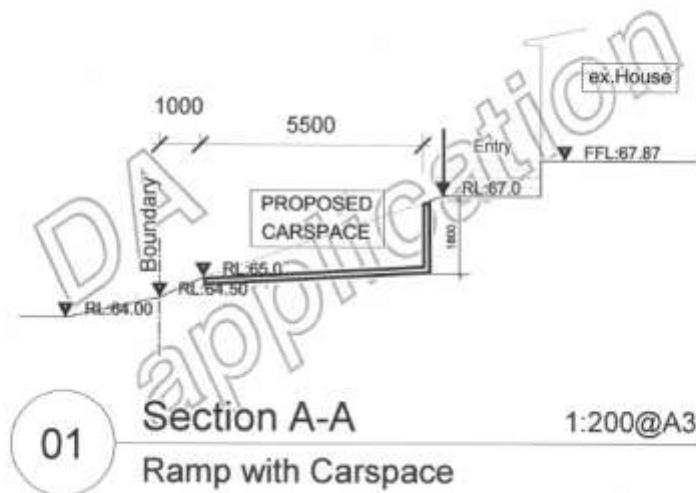 DA
application
ex.House
1000
5500
Entry
FFL:67.87
Boundary
PROPOSED
CARSPACE
RL:67.0
1800
RL:65.0
RL:64.50
RL:64.00
01
Section A-A
1:200@A3
Ramp with Carspace